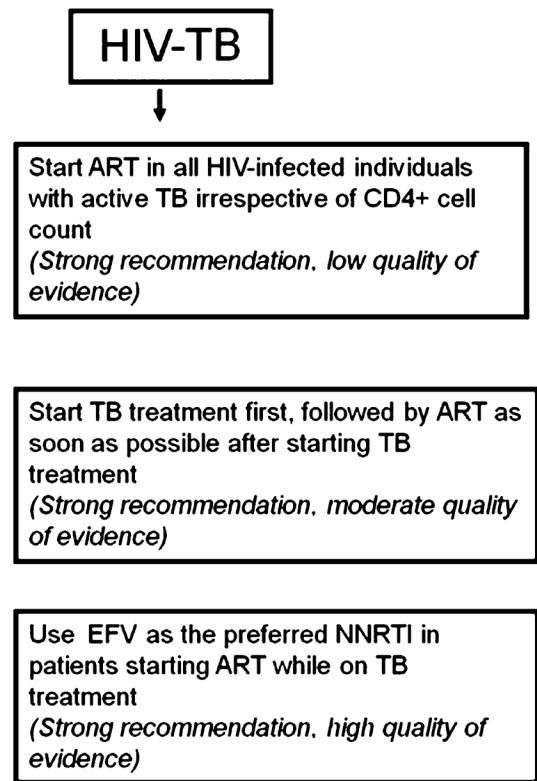 HIV-TB
Start ART in all HIV-infected individuals
with active TB irrespective of CD4+ cell
count
(Strong recommendation, low quality of
evidence)
Start TB treatment first, followed by ART as
soon as possible after starting TB
treatment
(Strong recommendation, moderate quality
of evidence)
Use EFV as the preferred NNRTI in
patients starting ART while on TB
treatment
(Strong recommendation, high quality of
evidence)